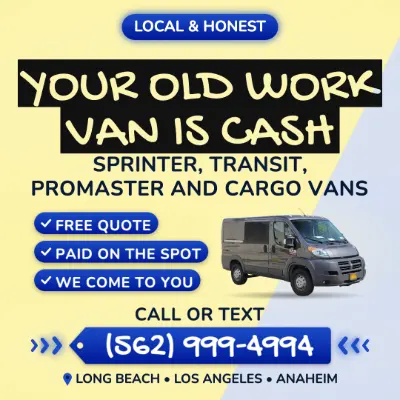 LOCAL & HONEST
YOUR OLD WORK
VAN IS CASH
SPRINTER, TRANSIT,
PROMASTER AND CARGO VANS
FREE QUOTE
PAID ON THE SPOT
WE COME TO YOU
CALL OR TEXT
(562) 999-4994
LONG BEACH • LOS ANGELES • ANAHEIM